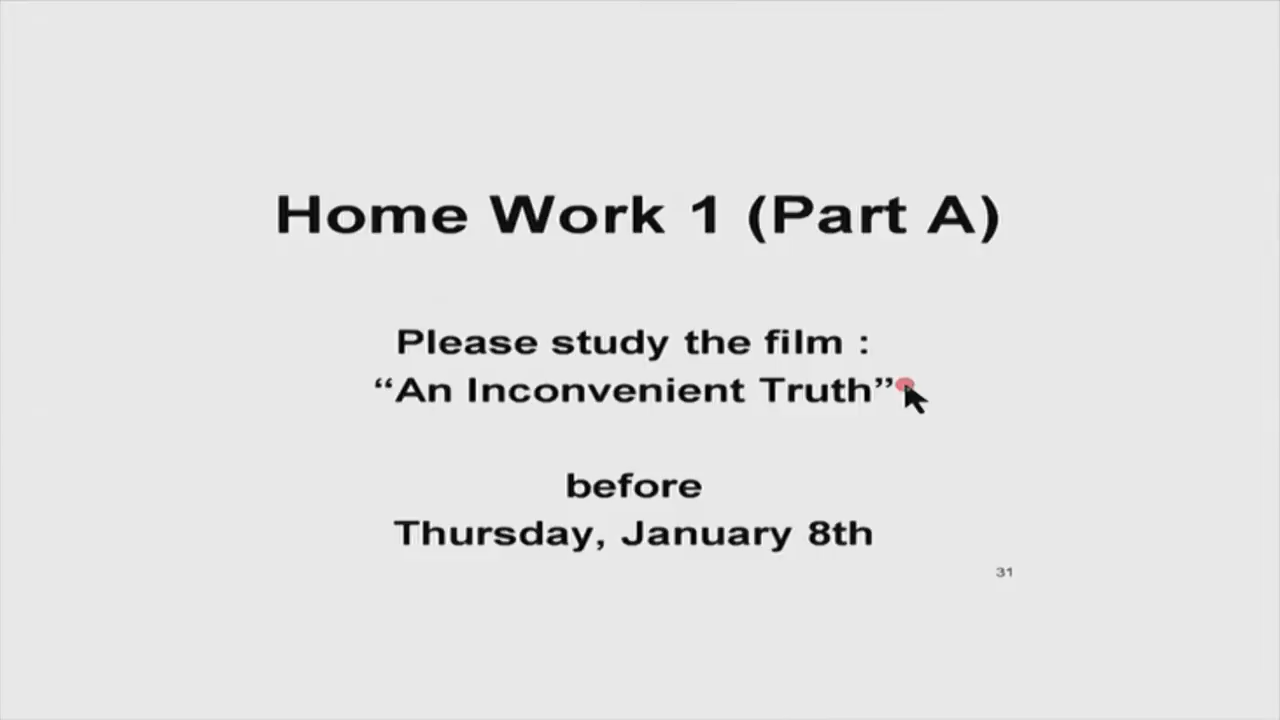 Home Work 1 (Part A)
Please study the film :
“An Inconvenient Truth”
before
Thursday, January 8th
31